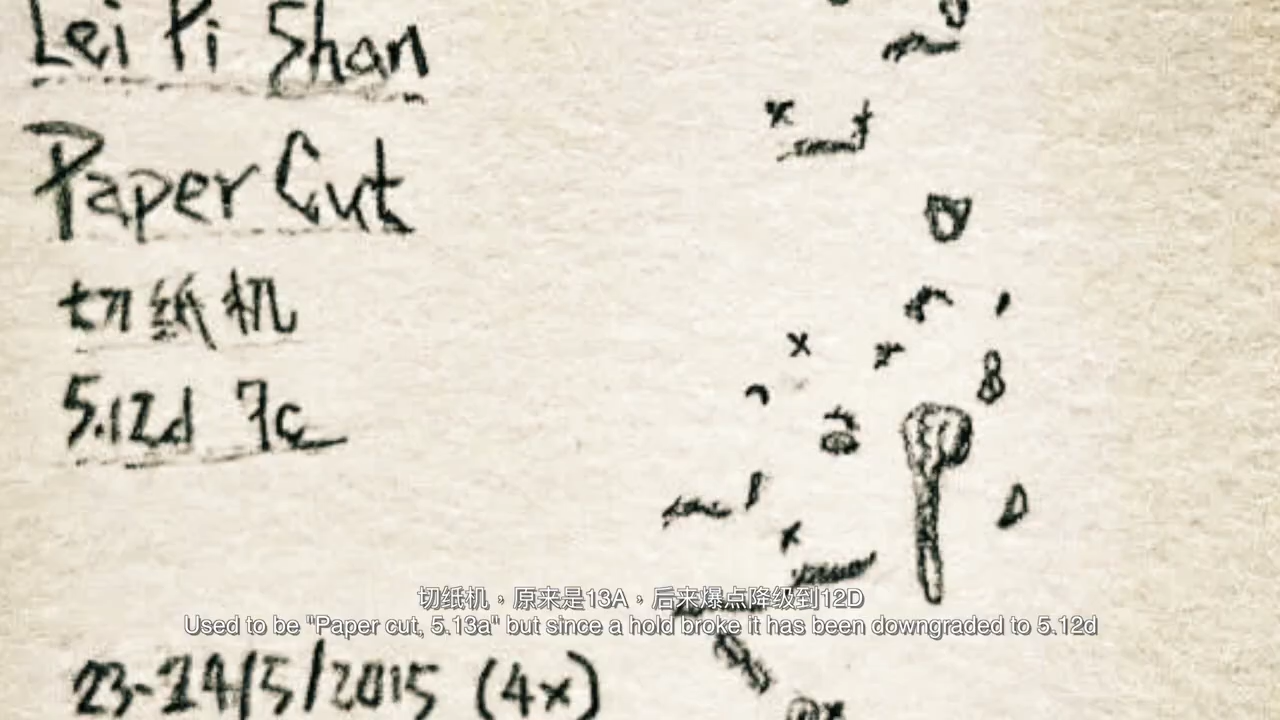 Lei Pi Shan
Paper Cut
切纸机
5.12d 7c
切纸机，原来是13A，后来爆点降级到12D
Used to be "Paper cut, 5.13a" but since a hold broke it has been downgraded to 5.12d
23-24/5/2015 (4x)